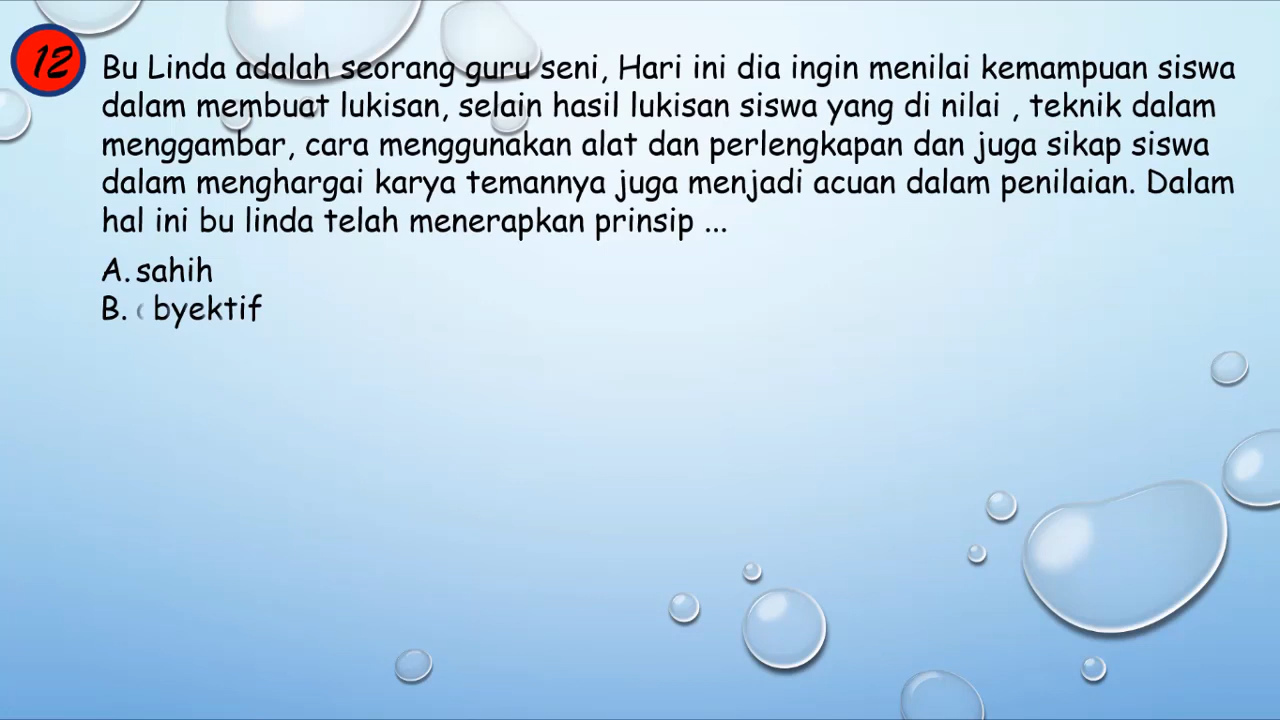 12
Bu Linda adalah seorang guru seni, Hari ini dia ingin menilai kemampuan siswa
dalam membuat lukisan, selain hasil lukisan siswa yang di nilai , teknik dalam
menggambar, cara menggunakan alat dan perlengkapan dan juga sikap siswa
dalam menghargai karya temannya juga menjadi acuan dalam penilaian. Dalam
hal ini bu linda telah menerapkan prinsip ...
A. sahih
B. obyektif